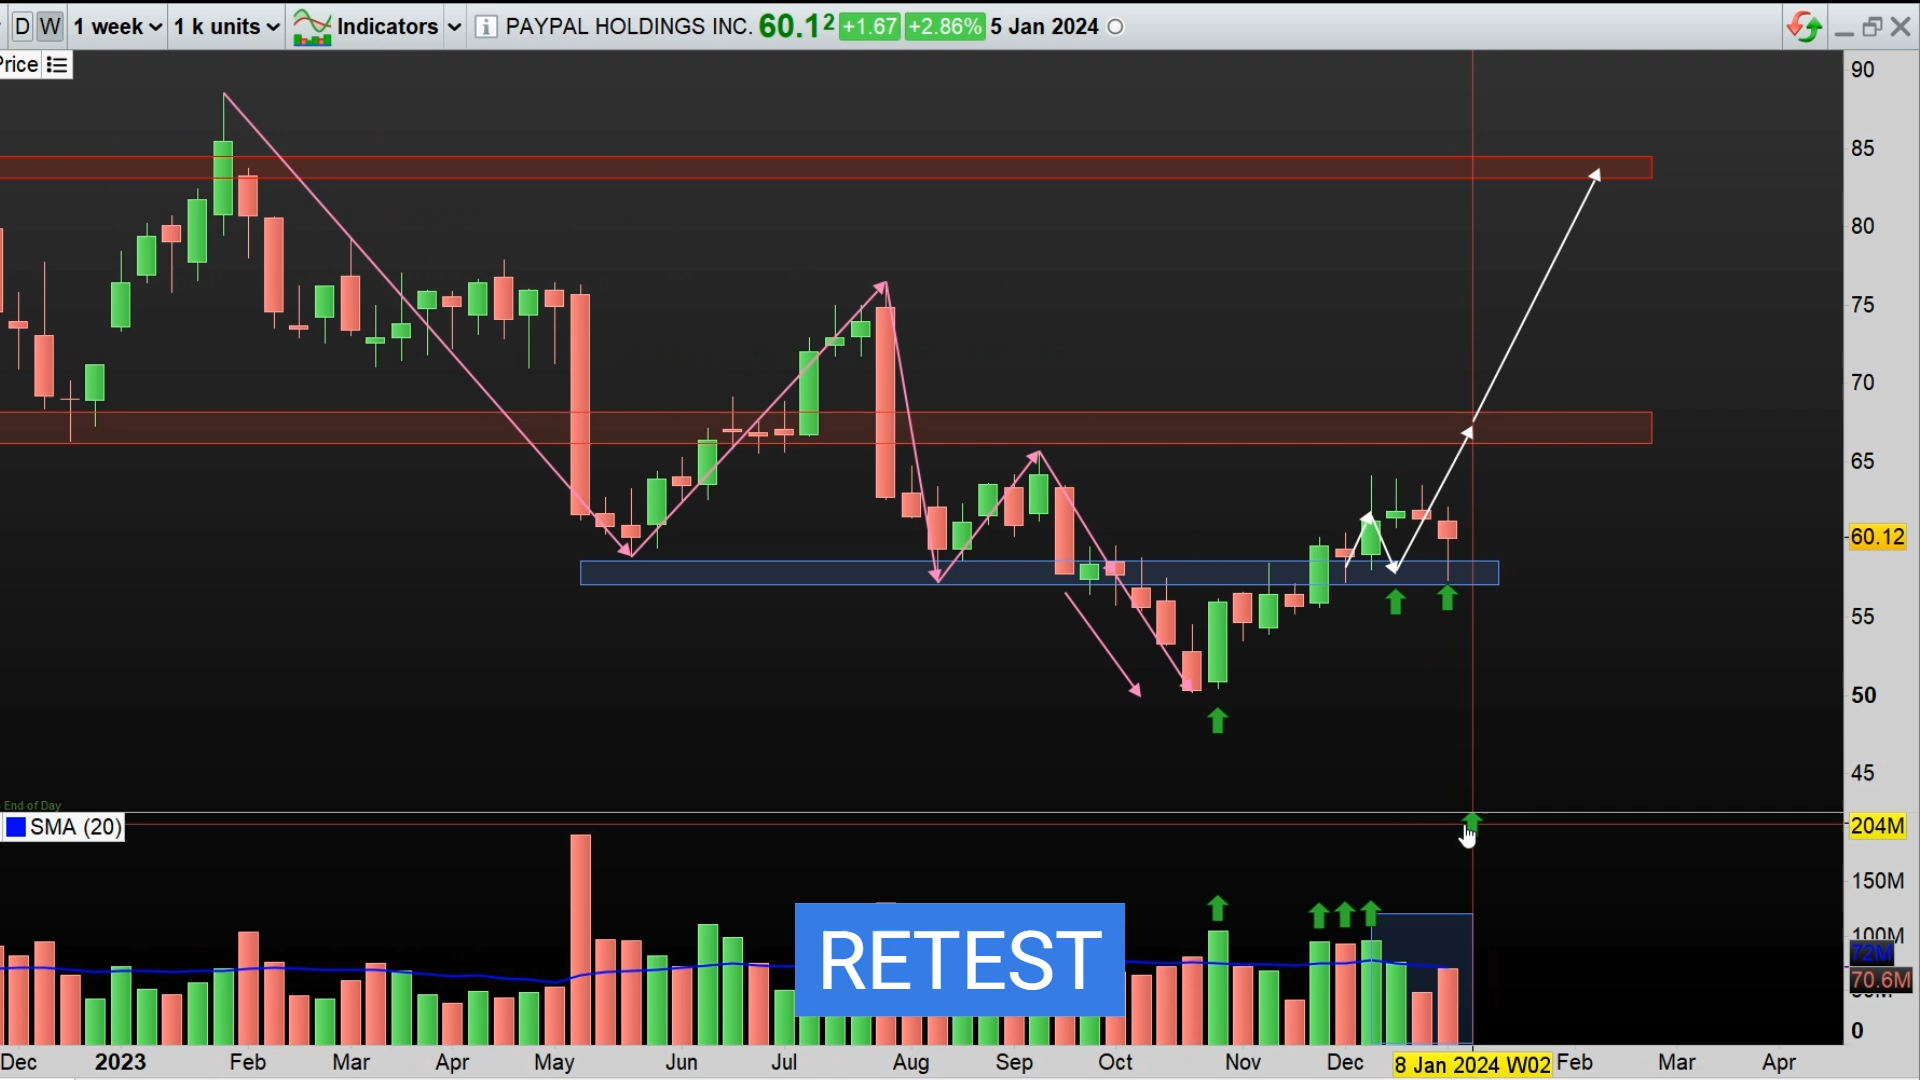 D W 1 week 1 k units Indicators i PAYPAL HOLDINGS INC. 60.12 +1.67 +2.86% 5 Jan 2024
Price
90
85
80
75
70
65
60.12
55
50
45
End of Day
SMA (20)
204M
150M
100M
72M
70.6M
0
RETEST
Dec 2023 Feb Mar Apr May Jun Jul Aug Sep Oct Nov Dec 8 Jan 2024 W02 Feb Mar Apr